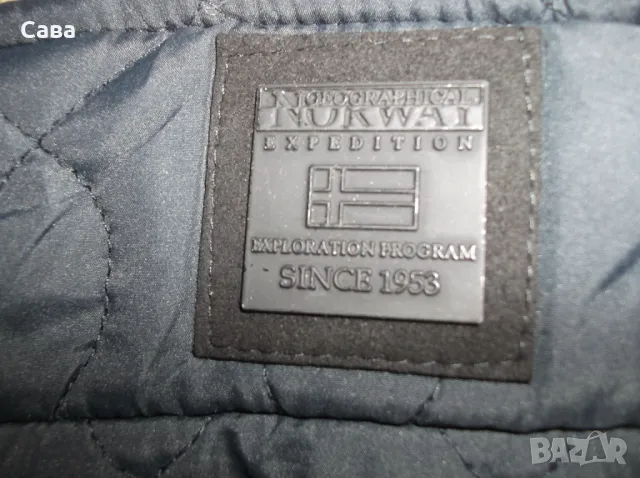 Сава
GEOGRAPHICAL
NORWAY
EXPEDITION
EXPLORATION PROGRAM
SINCE 1953
BAZAR